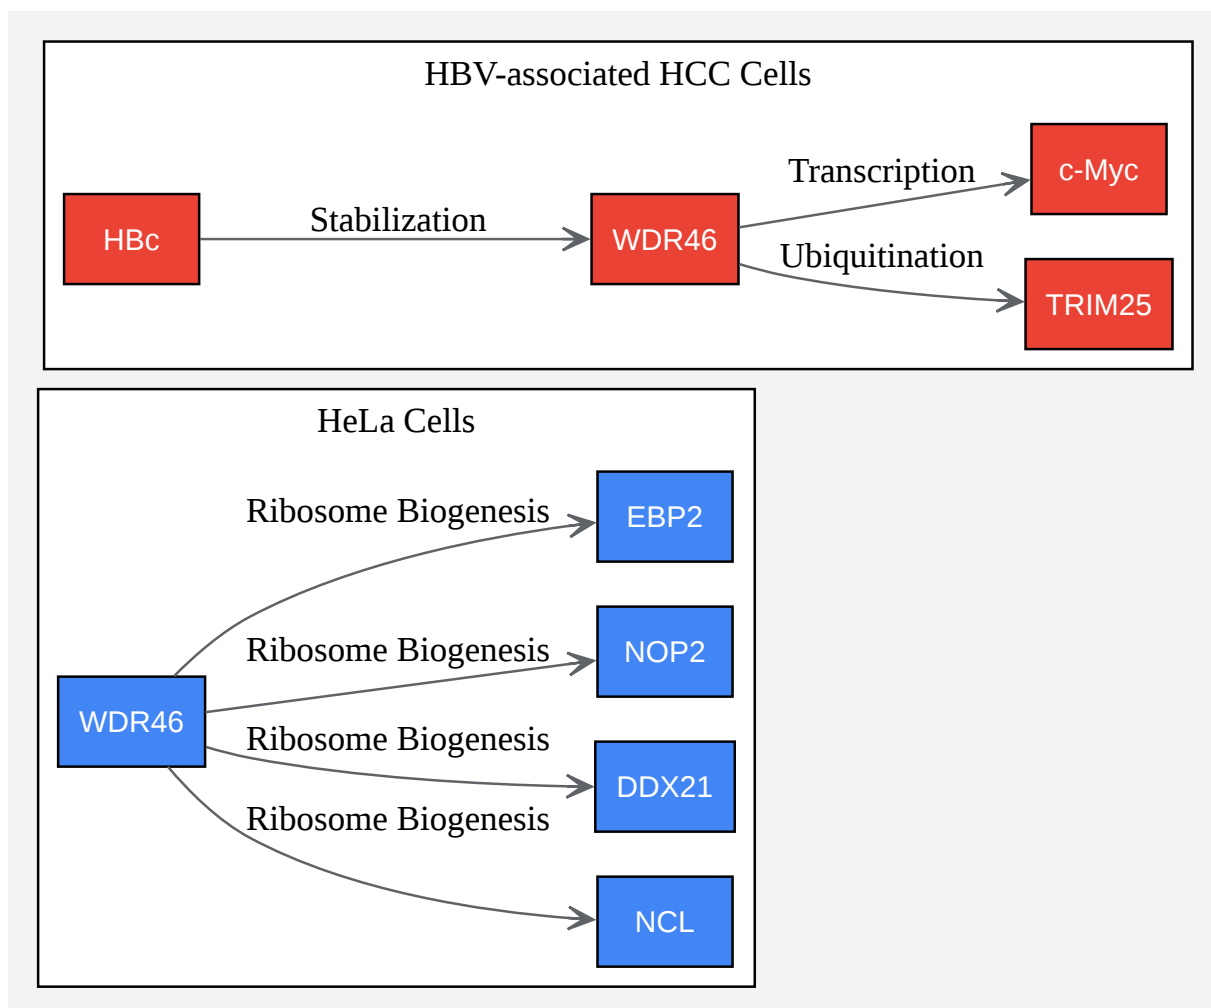 HBV-associated HCC Cells
HBc
Stabilization
WDR46
Transcription
c-Myc
Ubiquitination
TRIM25
HeLa Cells
WDR46
Ribosome Biogenesis
EBP2
Ribosome Biogenesis
NOP2
Ribosome Biogenesis
DDX21
Ribosome Biogenesis
NCL